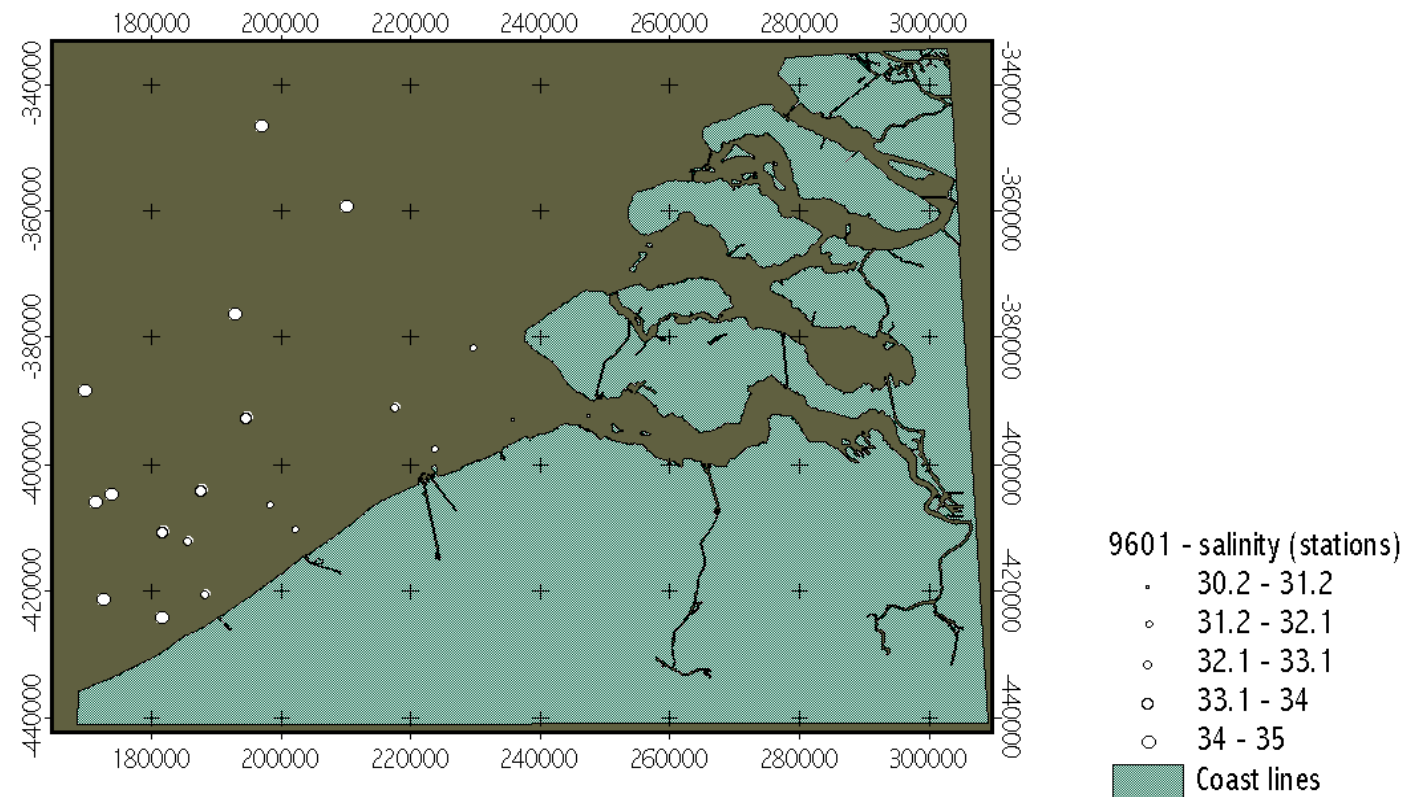 180000 200000 220000 240000 260000 280000 300000
-340000 -340000
-360000 -360000
-380000 -380000
-400000 -400000
-420000 -420000
-440000 -440000
180000 200000 220000 240000 260000 280000 300000
9601 - salinity (stations)
30.2 - 31.2
31.2 - 32.1
32.1 - 33.1
33.1 - 34
34 - 35
Coast lines